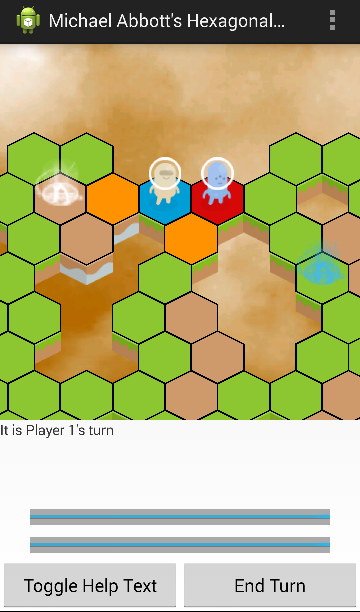 Michael Abbott's Hexagonal...
It is Player 1's turn
Toggle Help Text
End Turn